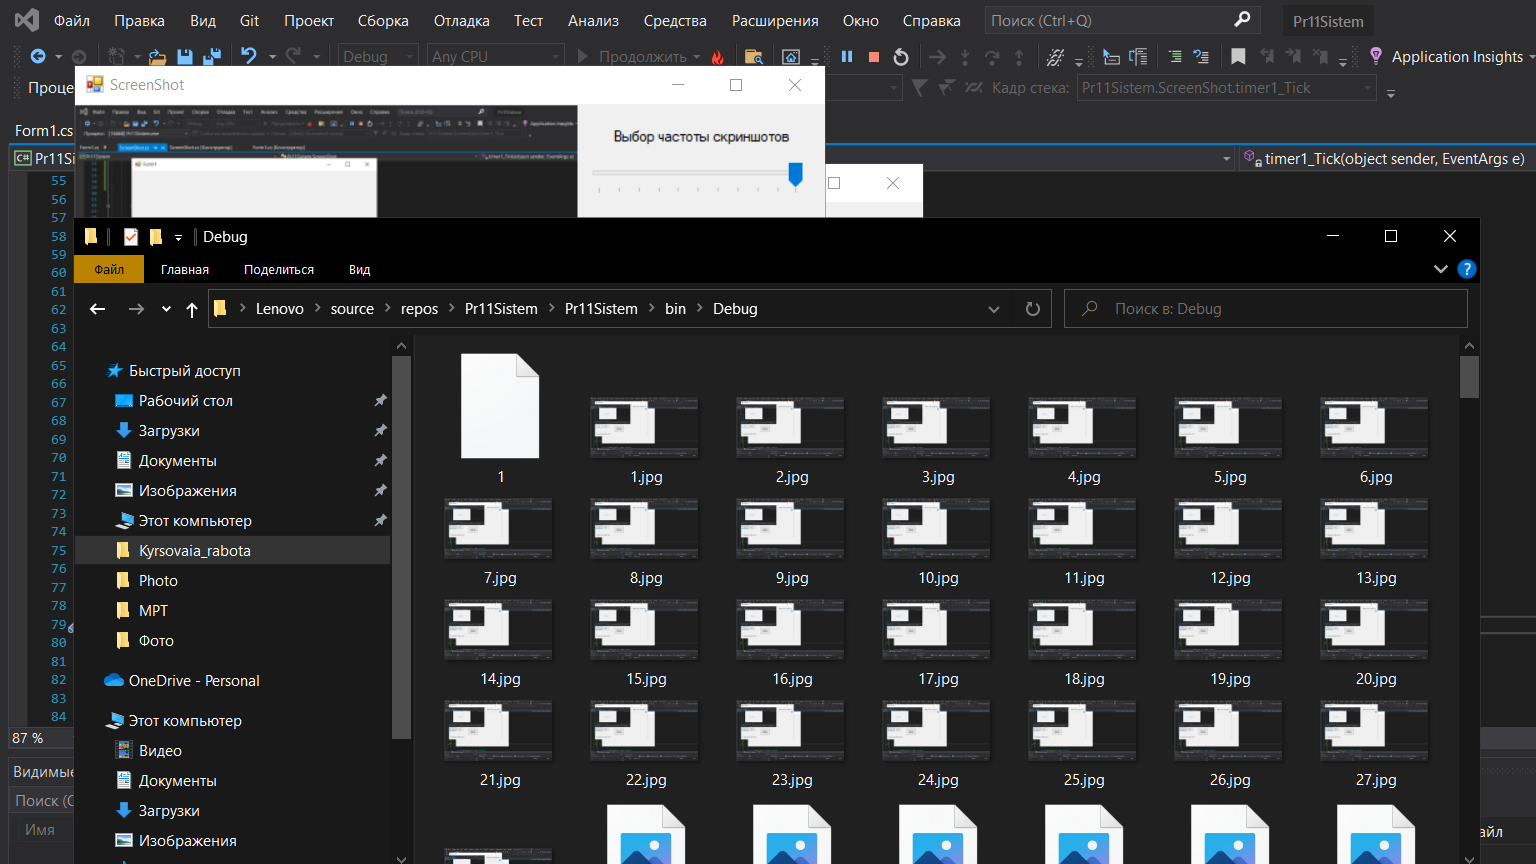 Файл Правка Вид Git Проект Сборка Отладка Тест Анализ Средства Расширения Окно Справка Поиск (Ctrl+Q) Pr11Sistem
Debug Any CPU Продолжить Application Insights
Проце Кадр стека: Pr11Sistem.ScreenShot.timer1_Tick
ScreenShot
Выбор частоты скриншотов
Form1.cs
C# Pr11Si timer1_Tick(object sender, EventArgs e)
55
56
57
58
59
60
61
62
63
64
65
66
67
68
69
70
71
72
73
74
75
76
77
78
79
80
81
82
83
84
87 %
Видимые
Поиск (C
Имя
айл
Debug
Файл Главная Поделиться Вид
Lenovo source repos Pr11Sistem Pr11Sistem bin Debug
Поиск в: Debug
Быстрый доступ
Рабочий стол
Загрузки
Документы
Изображения
Этот компьютер
Kyrsovaia_rabota
Photo
МРТ
Фото
OneDrive - Personal
Этот компьютер
Видео
Документы
Загрузки
Изображения
1 1.jpg 2.jpg 3.jpg 4.jpg 5.jpg 6.jpg
7.jpg 8.jpg 9.jpg 10.jpg 11.jpg 12.jpg 13.jpg
14.jpg 15.jpg 16.jpg 17.jpg 18.jpg 19.jpg 20.jpg
21.jpg 22.jpg 23.jpg 24.jpg 25.jpg 26.jpg 27.jpg